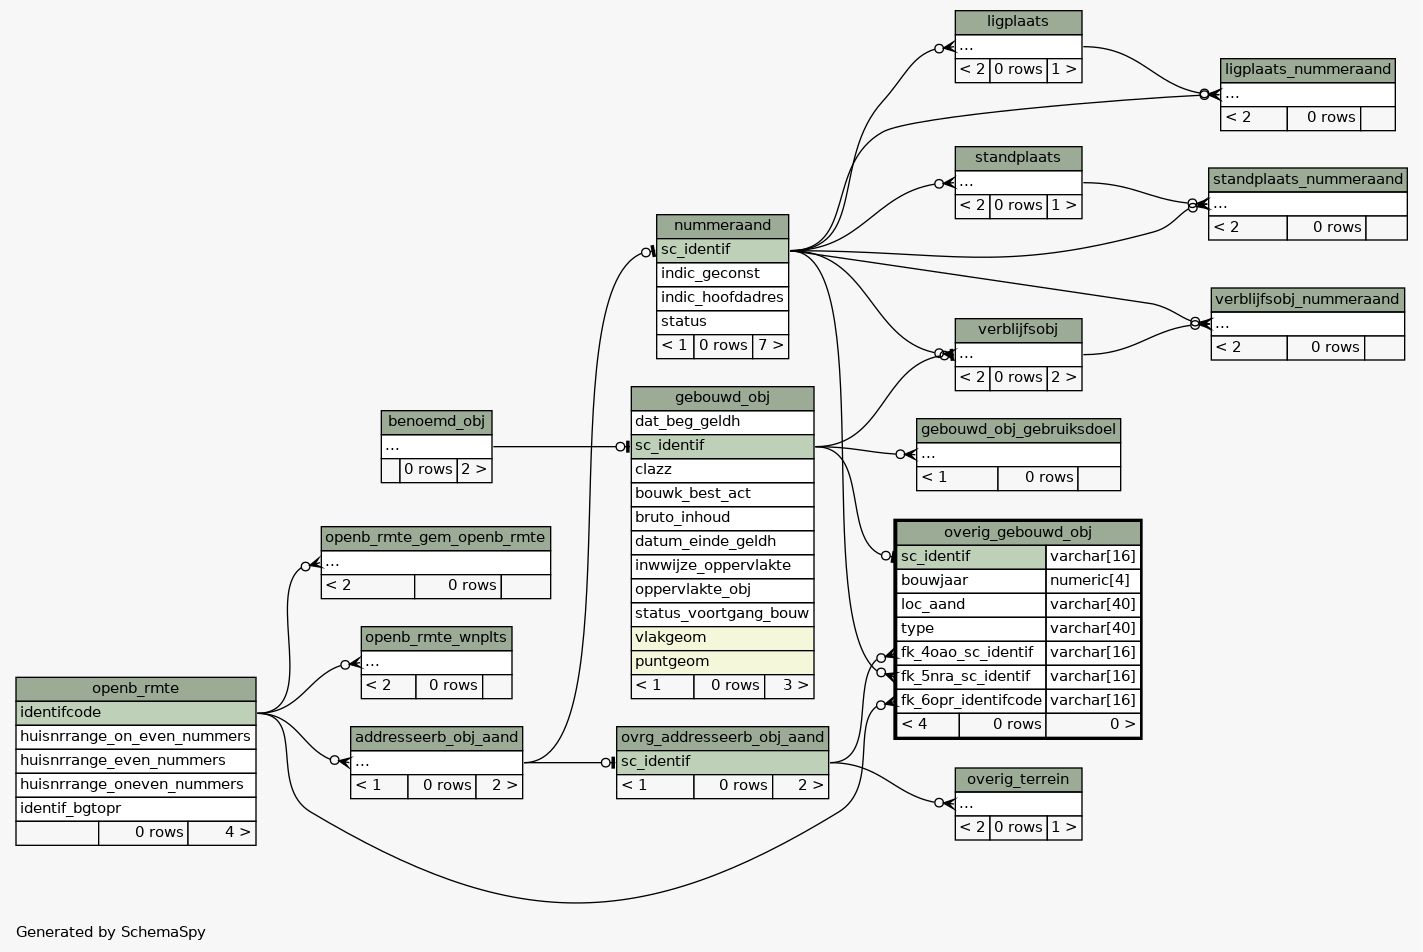 ligplaats
...
< 2 0 rows 1 >
ligplaats_nummeraand
...
< 2 0 rows
standplaats
...
< 2 0 rows 1 >
standplaats_nummeraand
...
< 2 0 rows
nummeraand
sc_identif
indic_geconst
indic_hoofdadres
status
< 1 0 rows 7 >
verblijfsobj_nummeraand
...
< 2 0 rows
verblijfsobj
...
< 2 0 rows 2 >
benoemd_obj
...
0 rows 2 >
gebouwd_obj
dat_beg_geldh
sc_identif
clazz
bouwk_best_act
bruto_inhoud
datum_einde_geldh
inwwijze_oppervlakte
oppervlakte_obj
status_voortgang_bouw
vlakgeom
puntgeom
< 1 0 rows 3 >
gebouwd_obj_gebruiksdoel
...
< 1 0 rows
overig_gebouwd_obj
sc_identif varchar[16]
bouwjaar numeric[4]
loc_aand varchar[40]
type varchar[40]
fk_4oao_sc_identif varchar[16]
fk_5nra_sc_identif varchar[16]
fk_6opr_identifcode varchar[16]
< 4 0 rows 0 >
openb_rmte_gem_openb_rmte
...
< 2 0 rows
openb_rmte_wnplts
...
< 2 0 rows
openb_rmte
identifcode
huisnrrange_on_even_nummers
huisnrrange_even_nummers
huisnrrange_oneven_nummers
identif_bgtopr
0 rows 4 >
addresseerb_obj_aand
...
< 1 0 rows 2 >
ovrg_addresseerb_obj_aand
sc_identif
< 1 0 rows 2 >
overig_terrein
...
< 2 0 rows 1 >
Generated by SchemaSpy